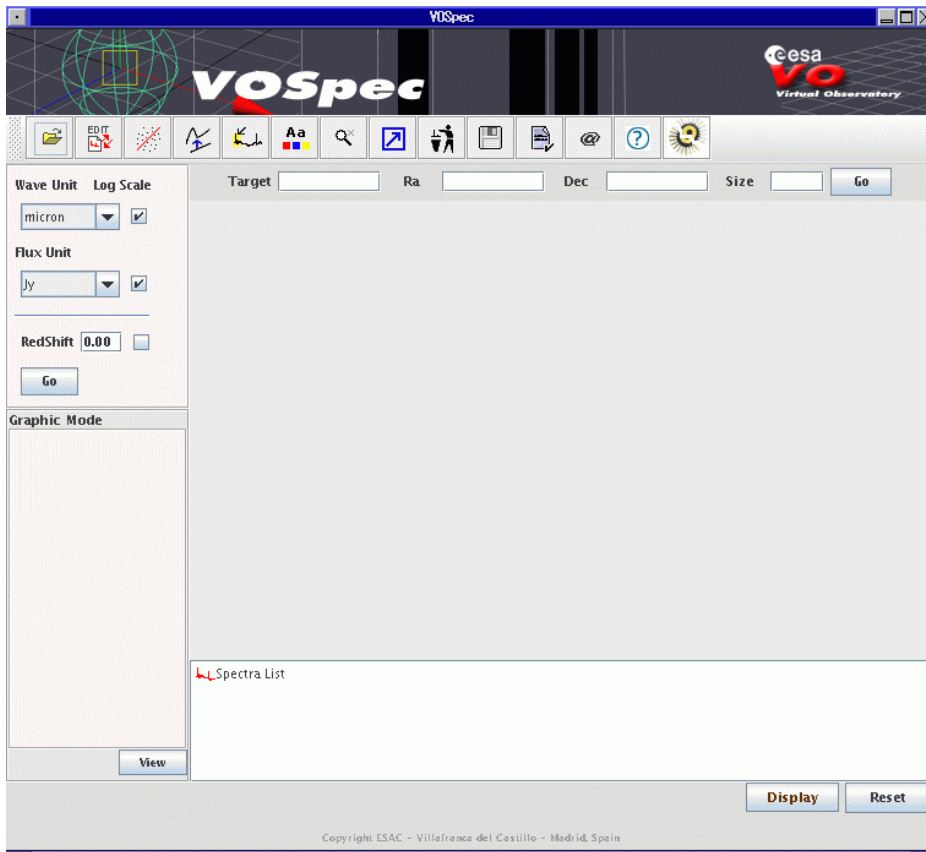 VOSpec
VOSpec
esa
VO
Virtual Observatory
EDIT
Aa
@
?
Wave Unit Log Scale
Target Ra Dec Size Go
micron
Flux Unit
Jy
RedShift 0.00
Go
Graphic Mode
Spectra List
View
Display Reset
Copyright ESAC - Villafranca del Castillo - Madrid, Spain